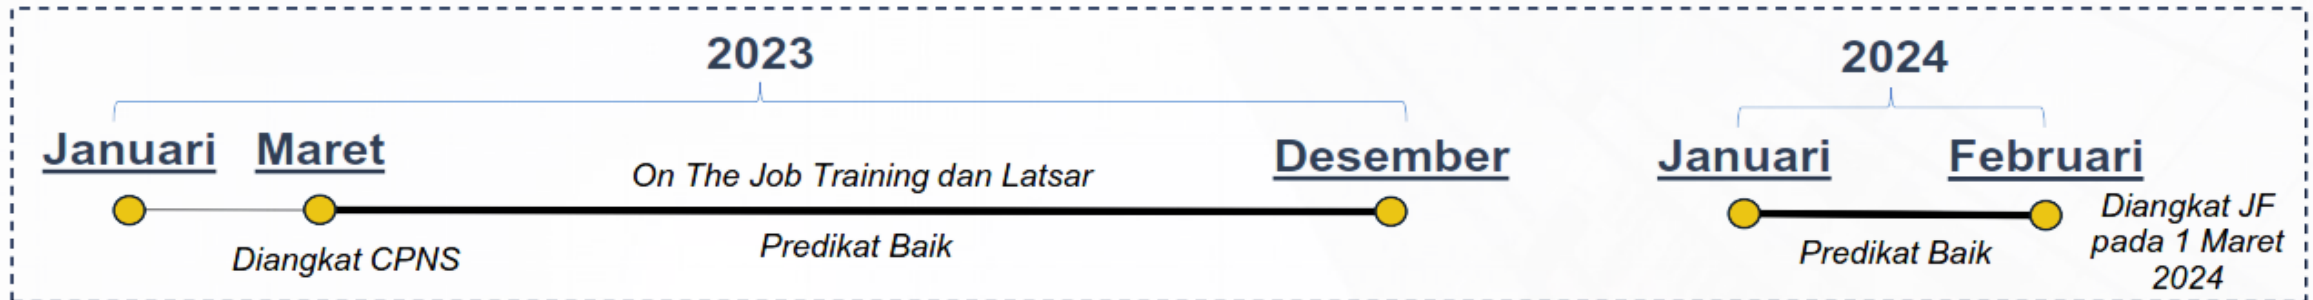 2023
2024
Januari
Maret
Desember
Januari
Februari
On The Job Training dan Latsar
Diangkat CPNS
Predikat Baik
Predikat Baik
Diangkat JF
pada 1 Maret
2024